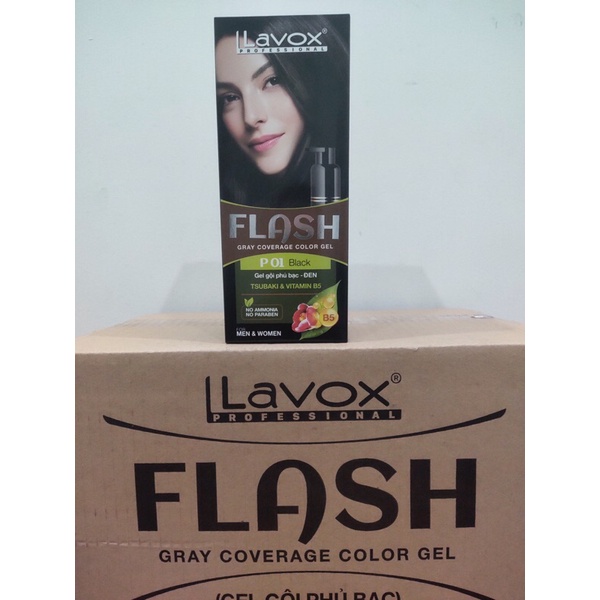 Lavox
PROFESSIONAL
FLASH
GRAY COVERAGE COLOR GEL
P 01 Black
Gel gội phủ bạc - ĐEN
TSUBAKI & VITAMIN B5
NO AMMONIA
NO PARABEN
B5
FOR
MEN & WOMEN
Lavox®
PROFESSIONAL
FLASH
GRAY COVERAGE COLOR GEL
(GEL GỘI PHỦ BẠC)